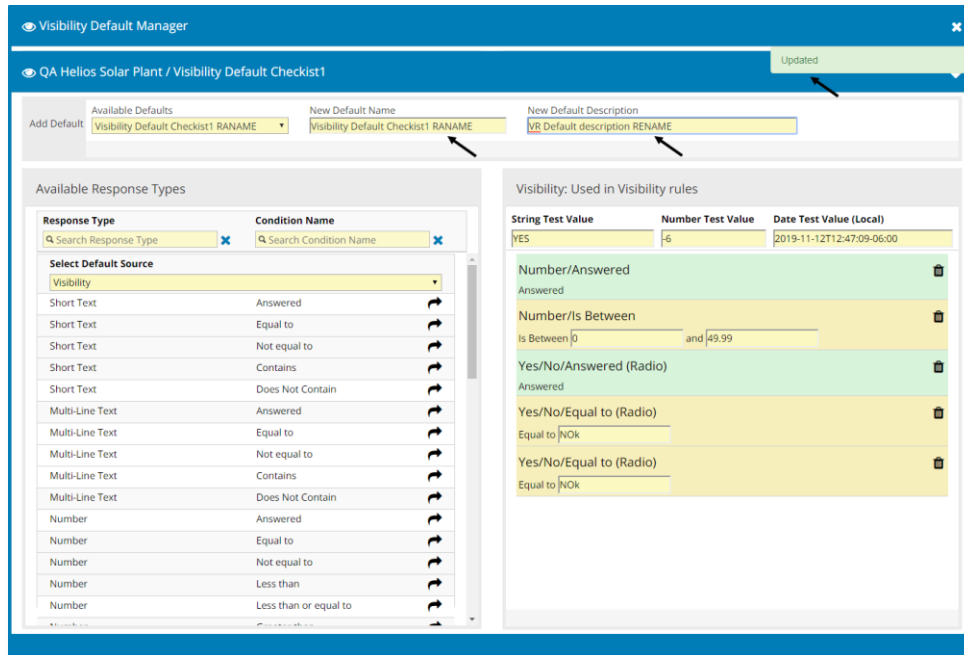 Visibility Default Manager
QA Helios Solar Plant / Visibility Default Checkist1
Updated
Add Default
Available Defaults
Visibility Default Checkist1 RANAME
New Default Name
Visibility Default Checkist1 RANAME
New Default Description
VR Default description RENAME
Available Response Types
Response Type Condition Name
Search Response Type Search Condition Name
Select Default Source
Visibility
Short Text Answered
Short Text Equal to
Short Text Not equal to
Short Text Contains
Short Text Does Not Contain
Multi-Line Text Answered
Multi-Line Text Equal to
Multi-Line Text Not equal to
Multi-Line Text Contains
Multi-Line Text Does Not Contain
Number Answered
Number Equal to
Number Not equal to
Number Less than
Number Less than or equal to
Visibility: Used in Visibility rules
String Test Value Number Test Value Date Test Value (Local)
YES -6 2019-11-12T12:47:09-06:00
Number/Answered
Answered
Number/Is Between
Is Between 0 and 49.99
Yes/No/Answered (Radio)
Answered
Yes/No/Equal to (Radio)
Equal to NOk
Yes/No/Equal to (Radio)
Equal to NOk